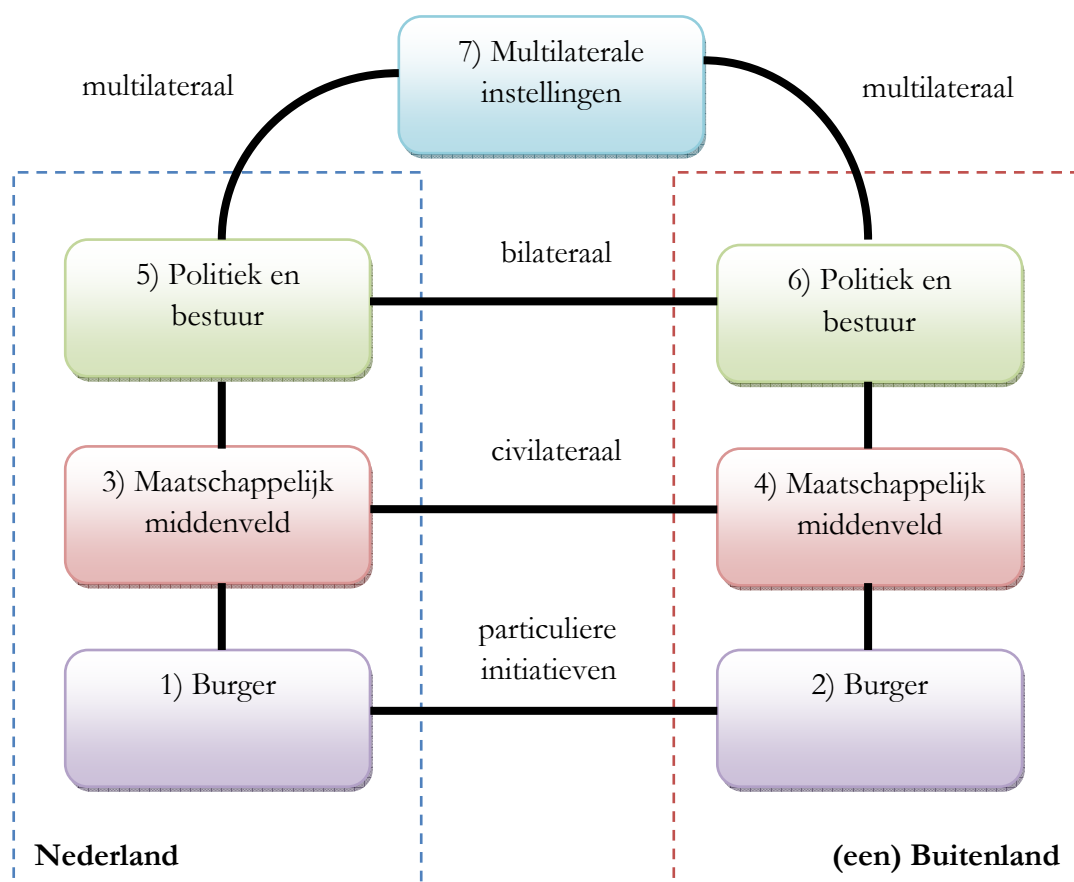 7) Multilaterale
instellingen
multilateraal
multilateraal
bilateraal
5) Politiek en
bestuur
6) Politiek en
bestuur
civilateraal
3) Maatschappelijk
middenveld
4) Maatschappelijk
middenveld
particuliere
initiatieven
1) Burger
2) Burger
Nederland
(een) Buitenland